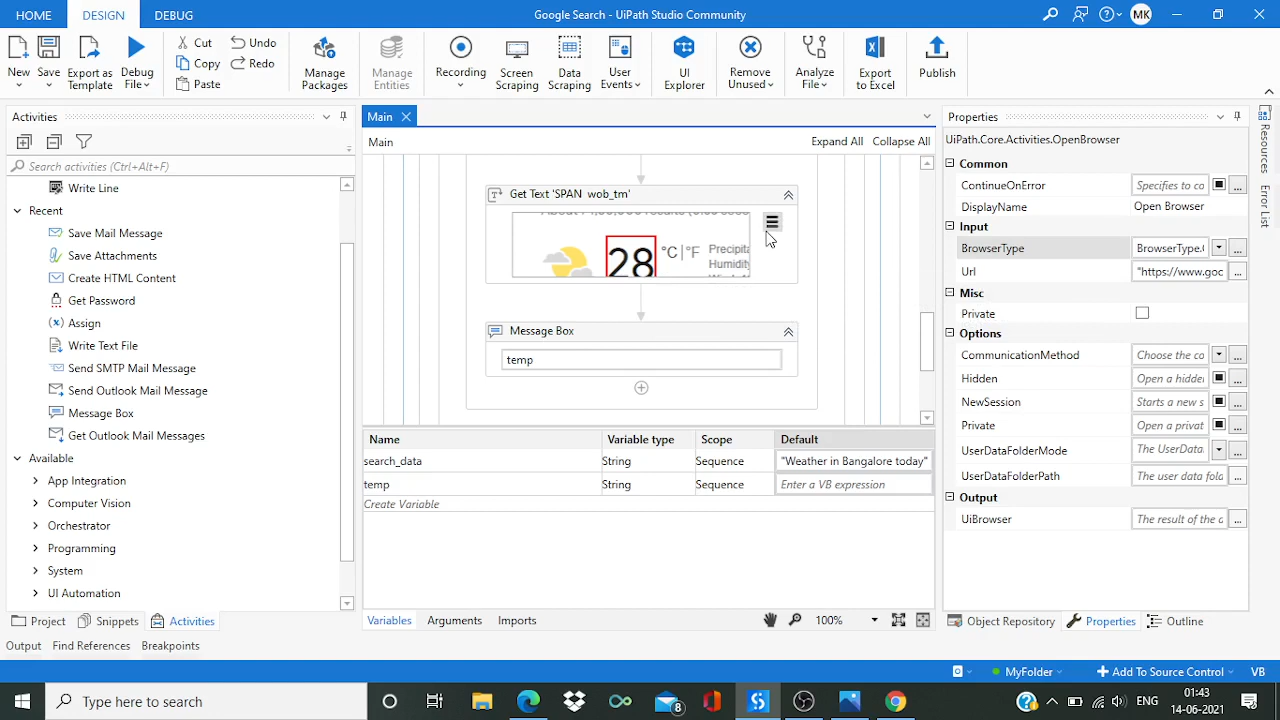 HOME DESIGN DEBUG Google Search - UiPath Studio Community MK
New Save Export as Template Debug File Cut Copy Paste Undo Redo Manage Packages Manage Entities Recording Screen Scraping Data Scraping User Events UI Explorer Remove Unused Analyze File Export to Excel Publish
Activities
Search activities (Ctrl+Alt+F)
Write Line
Recent
Save Mail Message
Save Attachments
Create HTML Content
Get Password
Assign
Write Text File
Send SMTP Mail Message
Send Outlook Mail Message
Message Box
Get Outlook Mail Messages
Available
App Integration
Computer Vision
Orchestrator
Programming
System
UI Automation
Project Snippets Activities
Main
Main Expand All Collapse All
Get Text 'SPAN wob_tm'
28 °C | °F
Message Box
temp
Name Variable type Scope Default
search_data String Sequence "Weather in Bangalore today"
temp String Sequence Enter a VB expression
Create Variable
Variables Arguments Imports 100%
Properties
UiPath.Core.Activities.OpenBrowser
Common
ContinueOnError Specifies to co ...
DisplayName Open Browser
Input
BrowserType BrowserType. ...
Url "https://www.goo ...
Misc
Private
Options
CommunicationMethod Choose the co ...
Hidden Open a hidder ...
NewSession Starts a new s ...
Private Open a privat ...
UserDataFolderMode The UserData ...
UserDataFolderPath The user data fola ...
Output
UiBrowser The result of the a ...
Object Repository Properties Outline
Resources
Error List
Output Find References Breakpoints
MyFolder Add To Source Control VB
Type here to search 8 ENG 01:43
14-06-2021